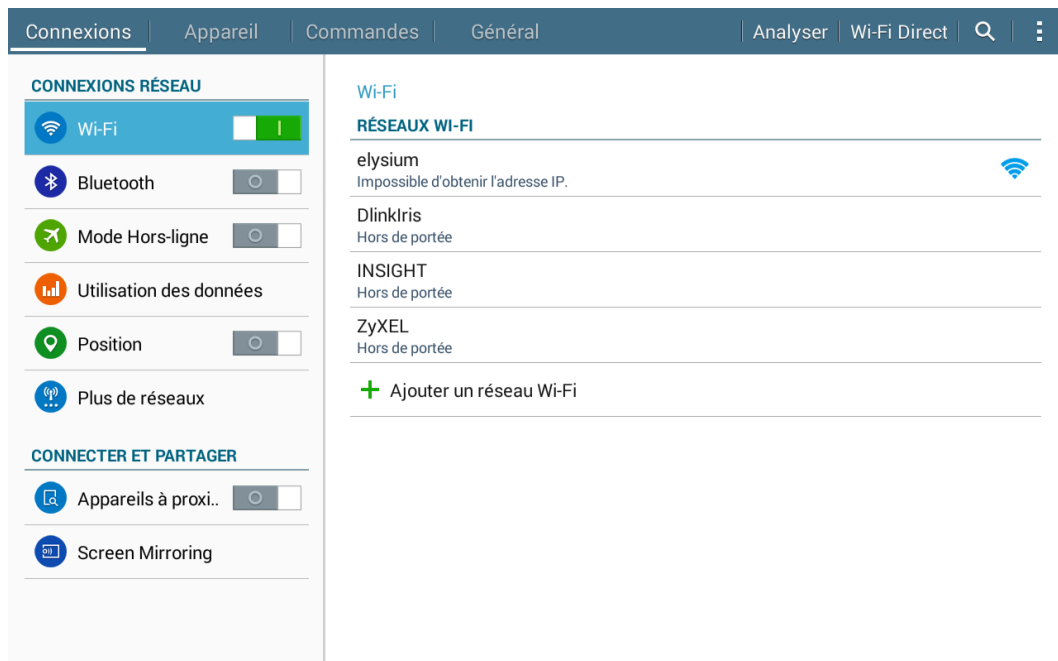 Connexions Appareil Commandes Général Analyser Wi-Fi Direct
CONNEXIONS RÉSEAU
Wi-Fi
Bluetooth
Mode Hors-ligne
Utilisation des données
Position
Plus de réseaux
CONNECTER ET PARTAGER
Appareils à proxi..
Screen Mirroring
Wi-Fi
RÉSEAUX WI-FI
elysium
Impossible d'obtenir l'adresse IP.
DlinkIris
Hors de portée
INSIGHT
Hors de portée
ZyXEL
Hors de portée
Ajouter un réseau Wi-Fi